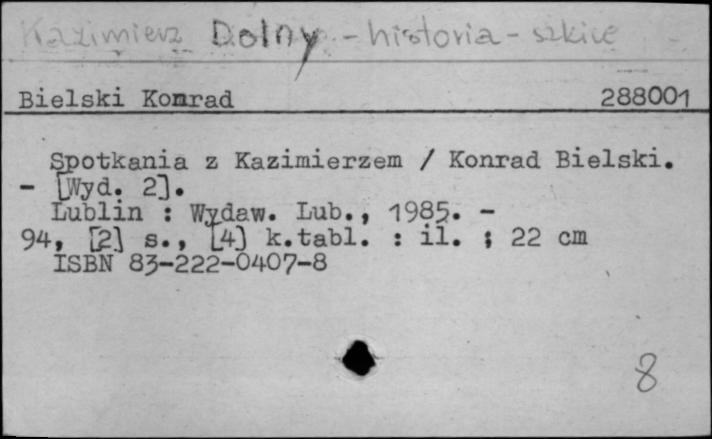 Kazimierz Dolny - historia - szkice
Bielski Konrad 288001
Spotkania z Kazimierzem / Konrad Bielski.
- [Wyd. 2].
Lublin : Wydaw. Lub., 1985. -
94, [2] s., [4] k.tabl. : il. ; 22 cm
ISBN 83-222-0407-8
8